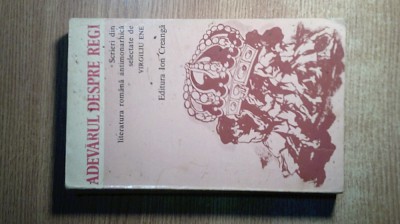 ADEVĂRUL DESPRE REGI
Scrieri din
literatura română antimonarhică
selectate de
VIRGILIU ENE
Editura Ion Creangă